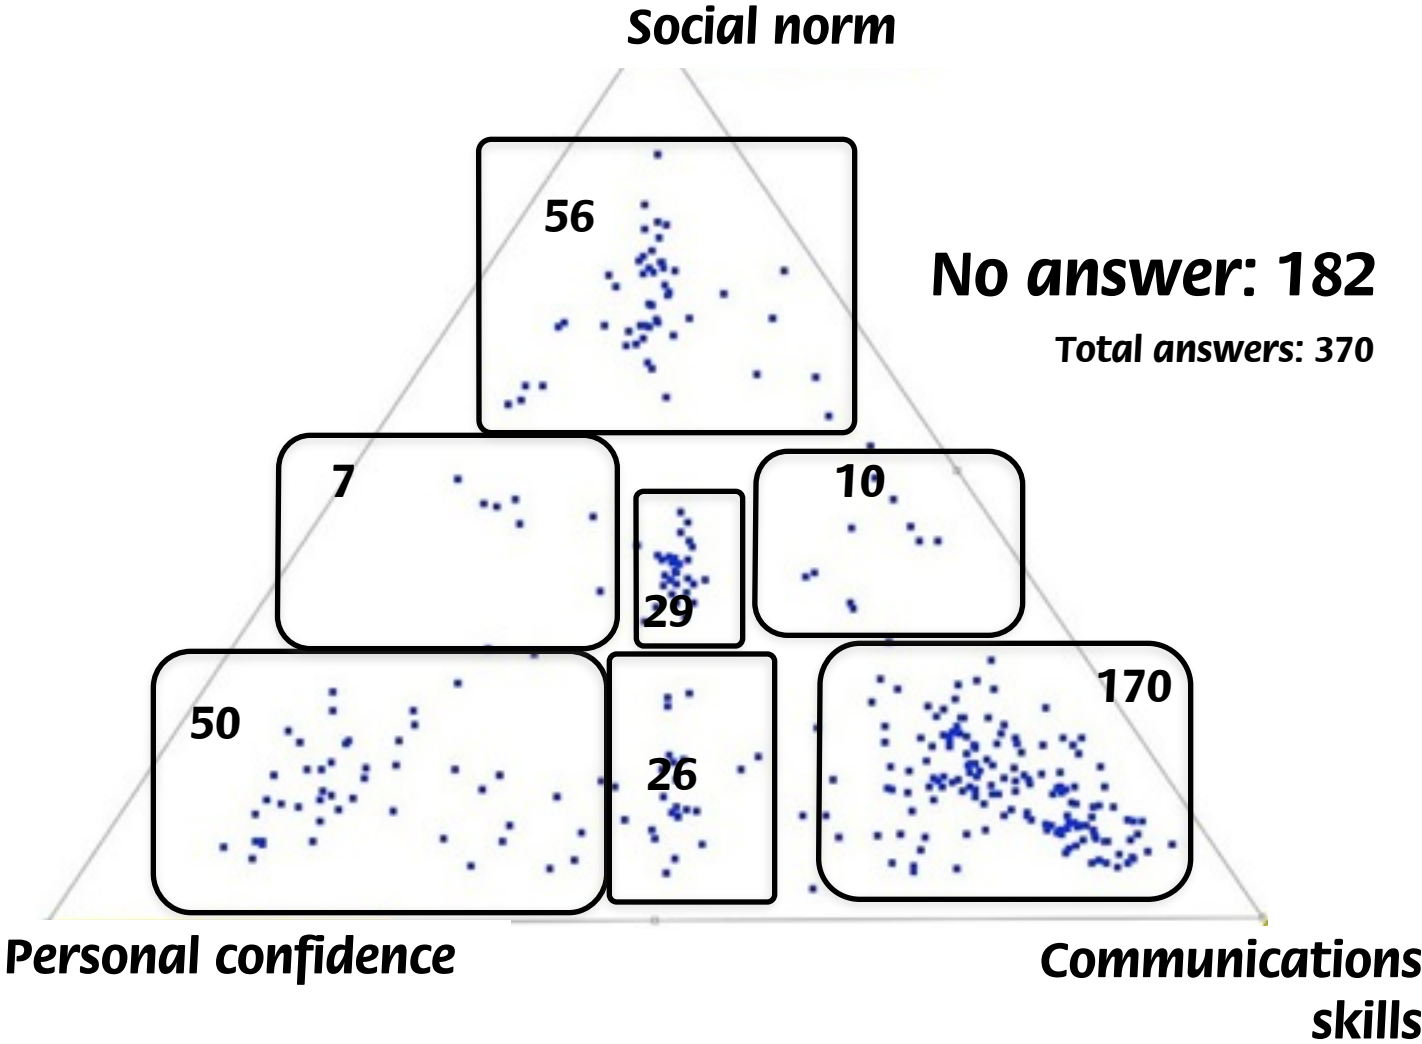 Social norm
56
No answer: 182
Total answers: 370
7
10
29
50
170
26
Personal confidence
Communications
skills